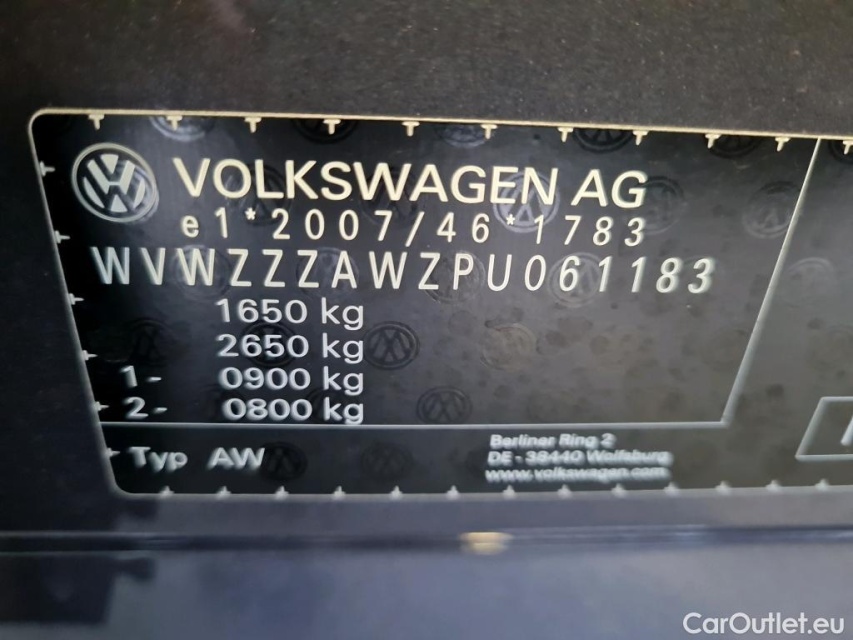 VOLKSWAGEN AG
e1*2007/46*1783
WVWZZZAWZPU061183
1650 kg
2650 kg
1- 0900 kg
2- 0800 kg
Typ AW
Berliner Ring 2
DE - 38440 Wolfsburg
www.volkswagen.com
CarOutlet.eu